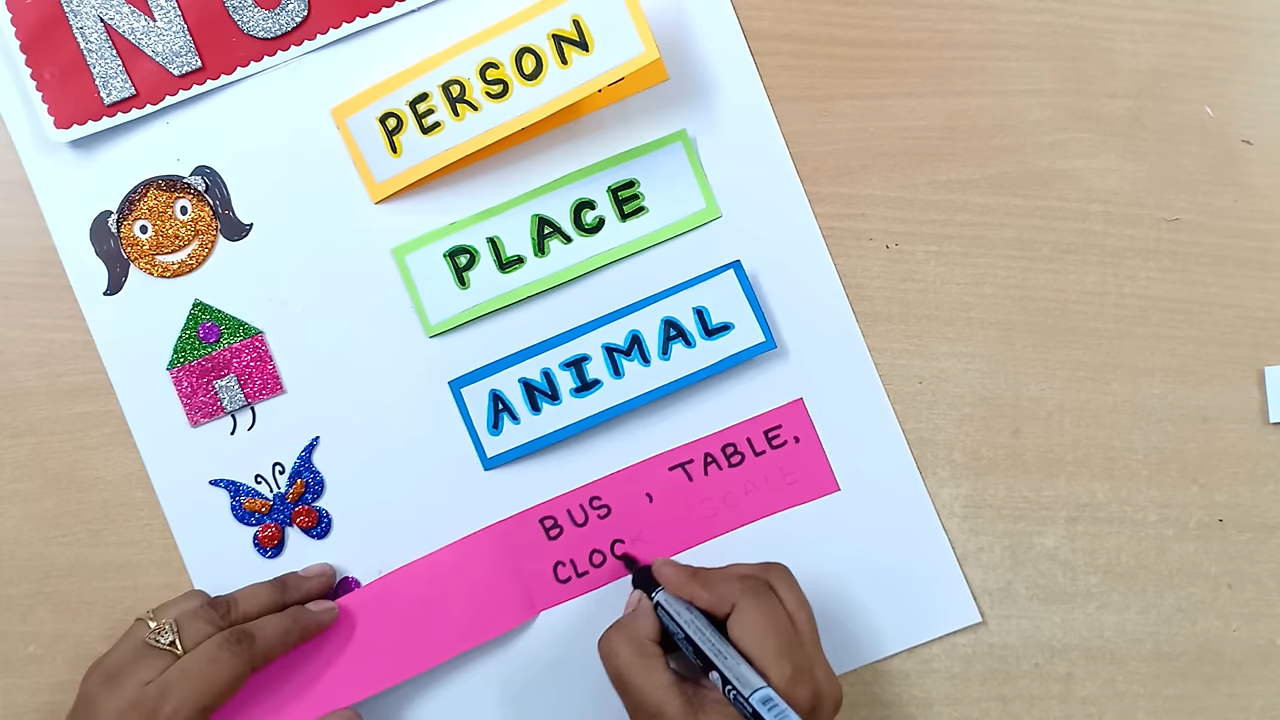 PERSON
PLACE
ANIMAL
BUS , TABLE,
CLOC